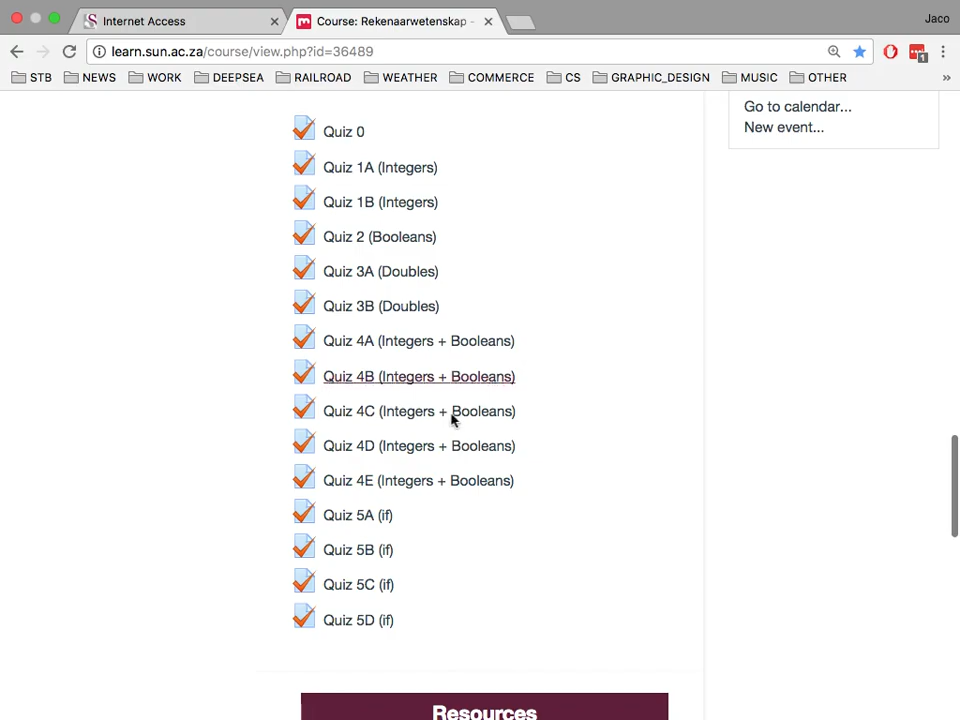 Internet Access
Course: Rekenaarwetenskap -
Jaco
learn.sun.ac.za/course/view.php?id=36489
1
STB NEWS WORK DEEPSEA RAILROAD WEATHER COMMERCE CS GRAPHIC_DESIGN MUSIC OTHER »
Go to calendar...
New event...
Quiz 0
Quiz 1A (Integers)
Quiz 1B (Integers)
Quiz 2 (Booleans)
Quiz 3A (Doubles)
Quiz 3B (Doubles)
Quiz 4A (Integers + Booleans)
Quiz 4B (Integers + Booleans)
Quiz 4C (Integers + Booleans)
Quiz 4D (Integers + Booleans)
Quiz 4E (Integers + Booleans)
Quiz 5A (if)
Quiz 5B (if)
Quiz 5C (if)
Quiz 5D (if)
Resources